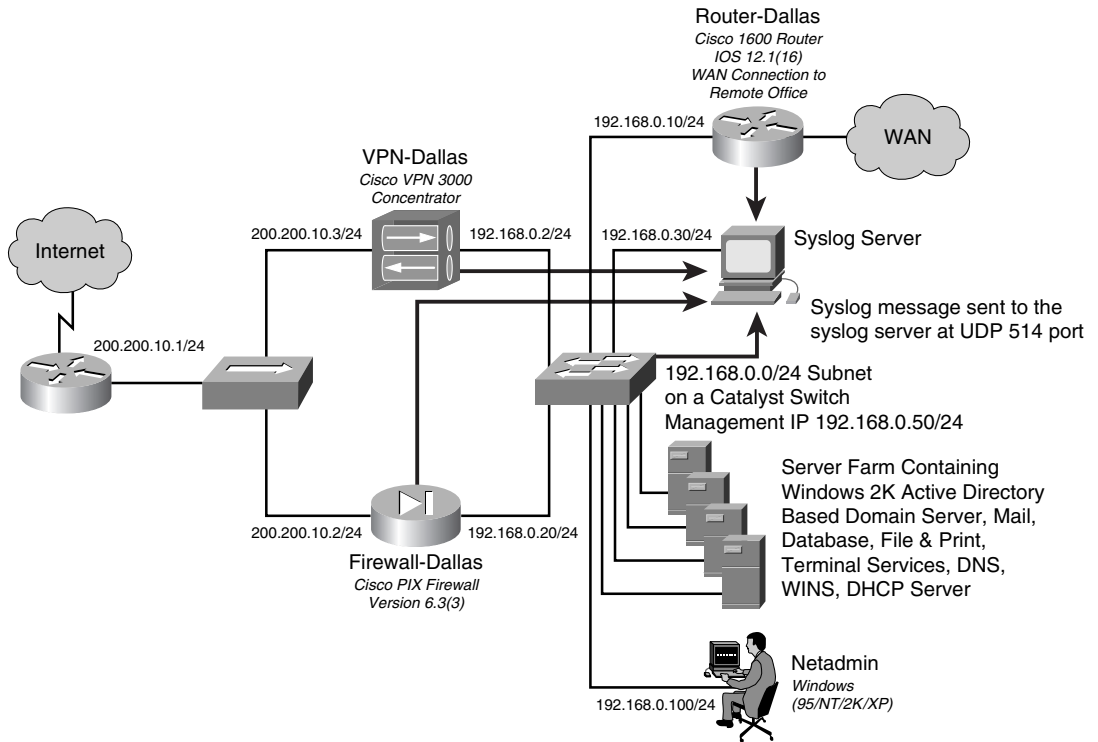 Router-Dallas
Cisco 1600 Router
IOS 12.1(16)
WAN Connection to
Remote Office
192.168.0.10/24
WAN
VPN-Dallas
Cisco VPN 3000
Concentrator
Internet
200.200.10.3/24
192.168.0.2/24
192.168.0.30/24
Syslog Server
Syslog message sent to the
syslog server at UDP 514 port
200.200.10.1/24
192.168.0.0/24 Subnet
on a Catalyst Switch
Management IP 192.168.0.50/24
Server Farm Containing
Windows 2K Active Directory
Based Domain Server, Mail,
Database, File & Print,
Terminal Services, DNS,
WINS, DHCP Server
200.200.10.2/24
192.168.0.20/24
Firewall-Dallas
Cisco PIX Firewall
Version 6.3(3)
Netadmin
Windows
(95/NT/2K/XP)
192.168.0.100/24